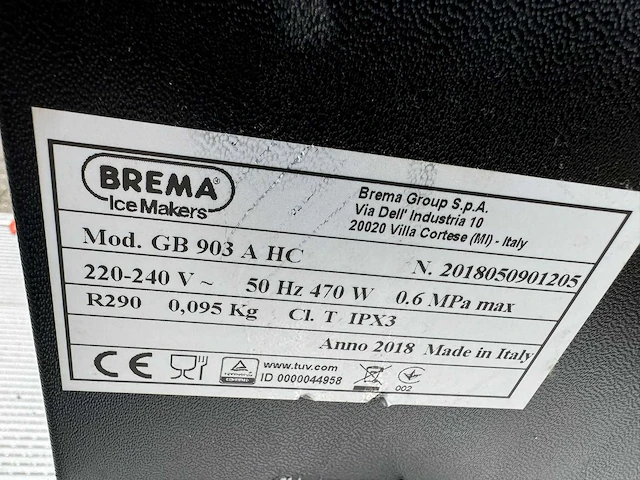 BREMA®
Ice Makers
Brema Group S.p.A.
Via Dell' Industria 10
20020 Villa Cortese (MI) - Italy
Mod. GB 903 A HC
N. 2018050901205
220-240 V ~ 50 Hz 470 W 0.6 MPa max
R290 0,095 Kg Cl. T IPX3
Anno 2018 Made in Italy
CE
www.tuv.com
ID 0000044958
002